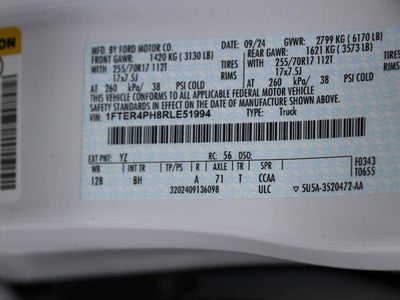 ION
MFD. BY FORD MOTOR CO. 09/24 GVWR: 2799 KG ( 6170 LB)
FRONT GAWR: 1420 KG ( 3130 LB) REAR GAWR: 1621 KG ( 3573 LB)
WITH 255/70R17 112T TIRES WITH 255/70R17 112T TIRES
17x7.5J RIMS 17x7.5J RIMS
AT 260 kPa/ 38 PSI COLD AT 260 kPa/ 38 PSI COLD
THIS VEHICLE CONFORMS TO ALL APPLICABLE FEDERAL MOTOR VEHICLE
SAFETY STANDARDS IN EFFECT ON THE DATE OF MANUFACTURE SHOWN ABOVE.
VIN: 1FTER4PH8RLE51994 TYPE: Truck
EXT PNT: YZ RC: 56 DSO: F0343
WB INT TR TP/PS R AXLE TR SPR T0655
128 BH A 71 T CCAA
3202409136098 ULC 5U5A-3520472-AA